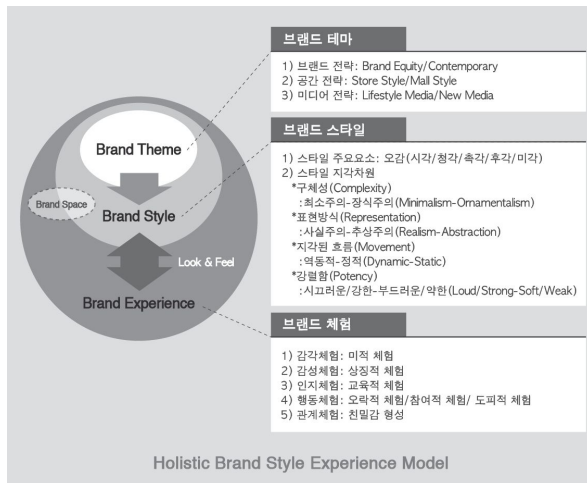 브랜드 테마
1) 브랜드 전략: Brand Equity/Contemporary
2) 공간 전략: Store Style/Mall Style
3) 미디어 전략: Lifestyle Media/New Media
Brand Theme
Brand Space
Brand Style
Look & Feel
Brand Experience
브랜드 스타일
1) 스타일 주요요소: 오감(시각/청각/촉각/후각/미각)
2) 스타일 지각차원
*구체성(Complexity)
:최소주의-장식주의(Minimalism-Ornamentalism)
*표현방식(Representation)
:사실주의-추상주의(Realism-Abstraction)
*지각된 흐름(Movement)
:역동적-정적(Dynamic-Static)
*강렬함(Potency)
:시끄러운/강한-부드러운/약한(Loud/Strong-Soft/Weak)
브랜드 체험
1) 감각체험: 미적 체험
2) 감성체험: 상징적 체험
3) 인지체험: 교육적 체험
4) 행동체험: 오락적 체험/참여적 체험/ 도피적 체험
5) 관계체험: 친밀감 형성
Holistic Brand Style Experience Model